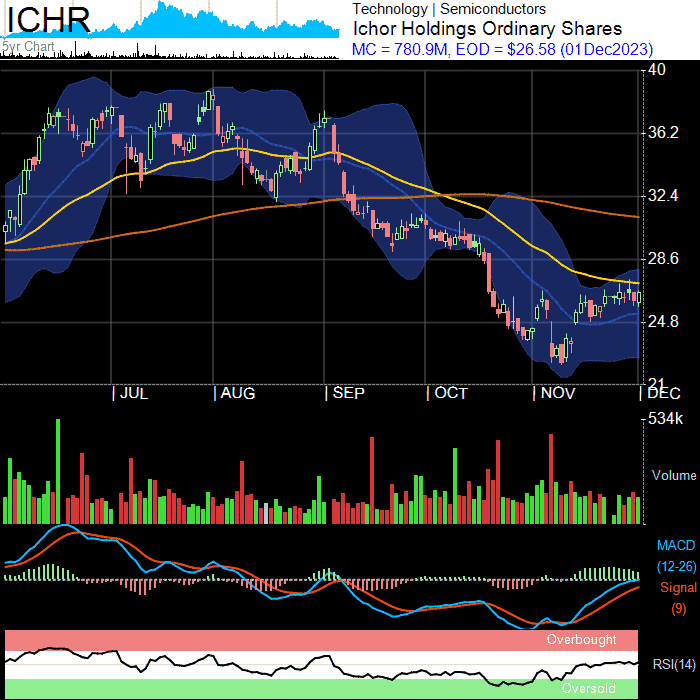 ICHR
5yr Chart
Technology | Semiconductors
Ichor Holdings Ordinary Shares
MC = 780.9M, EOD = $26.58 (01Dec2023)
40
36.2
32.4
28.6
24.8
21
JUL
AUG
SEP
OCT
NOV
DEC
534k
Volume
MACD
(12-26)
Signal
(9)
Overbought
RSI(14)
Oversold